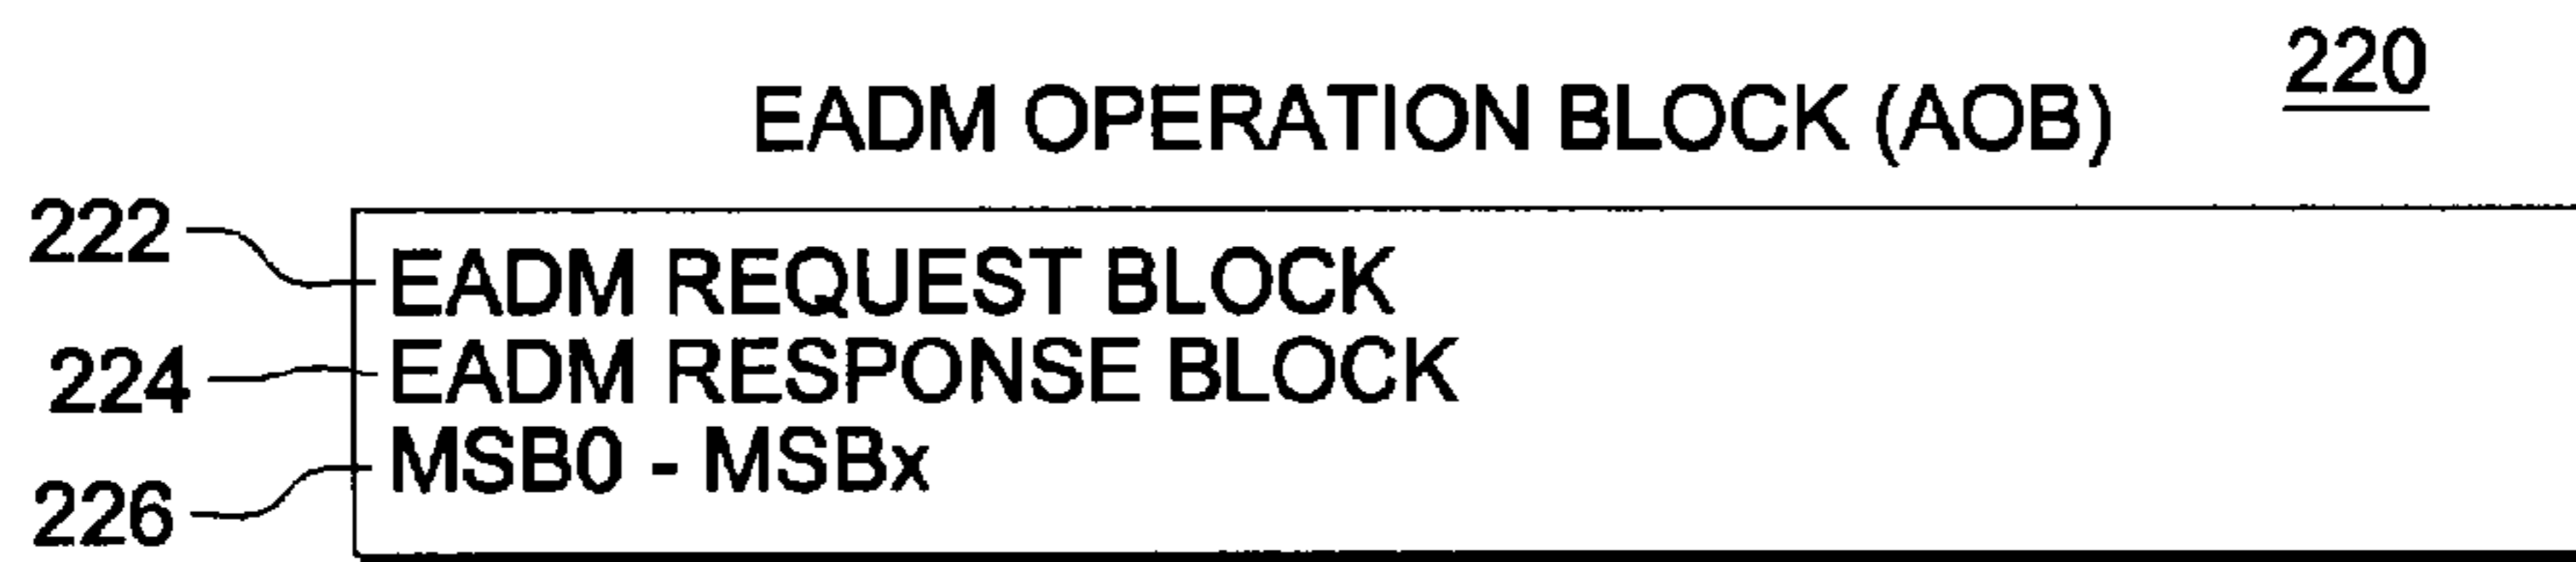 220
EADM OPERATION BLOCK (AOB)
222 EADM REQUEST BLOCK
224 EADM RESPONSE BLOCK
226 MSB0 - MSBx